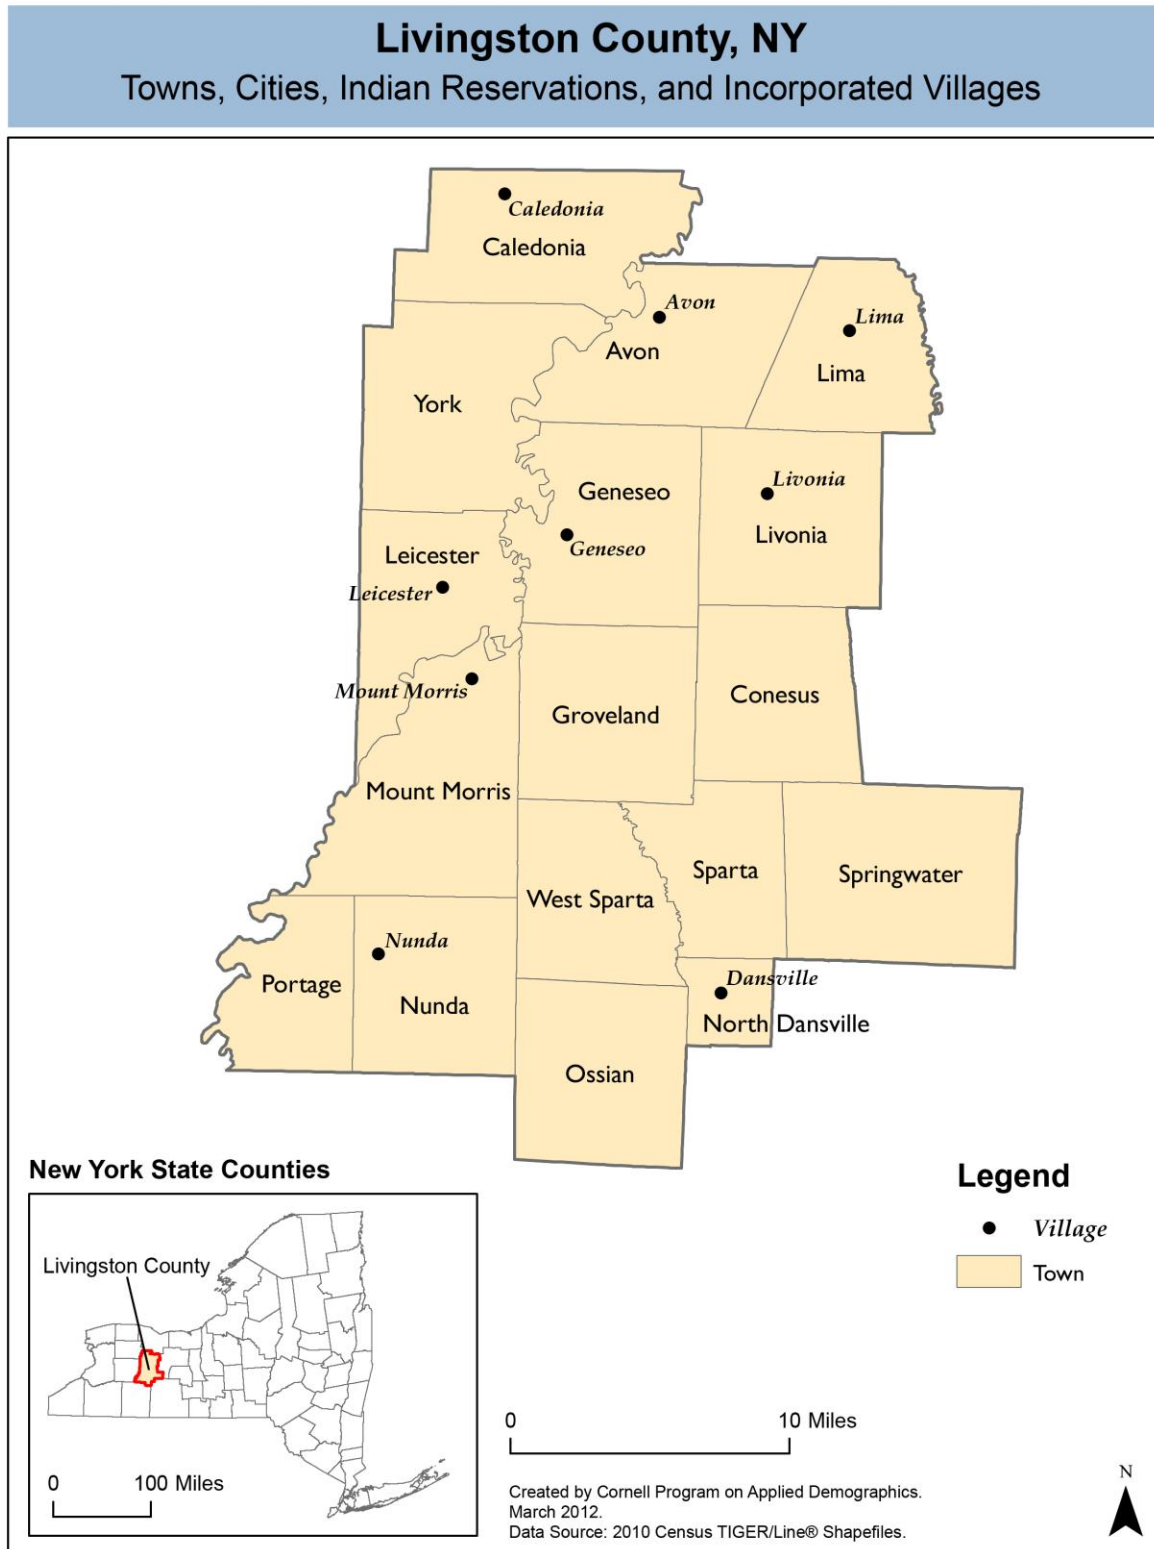 Livingston County, NY
Towns, Cities, Indian Reservations, and Incorporated Villages
Caledonia
Caledonia
Avon
Avon
Lima
Lima
York
Geneseo
Geneseo
Livonia
Livonia
Leicester
Leicester
Mount Morris
Mount Morris
Groveland
Conesus
West Sparta
Sparta
Springwater
Portage
Nunda
Nunda
Dansville
North Dansville
Ossian
New York State Counties
Livingston County
0 100 Miles
Legend
Village
Town
0 10 Miles
Created by Cornell Program on Applied Demographics.
March 2012.
Data Source: 2010 Census TIGER/Line® Shapefiles.
N